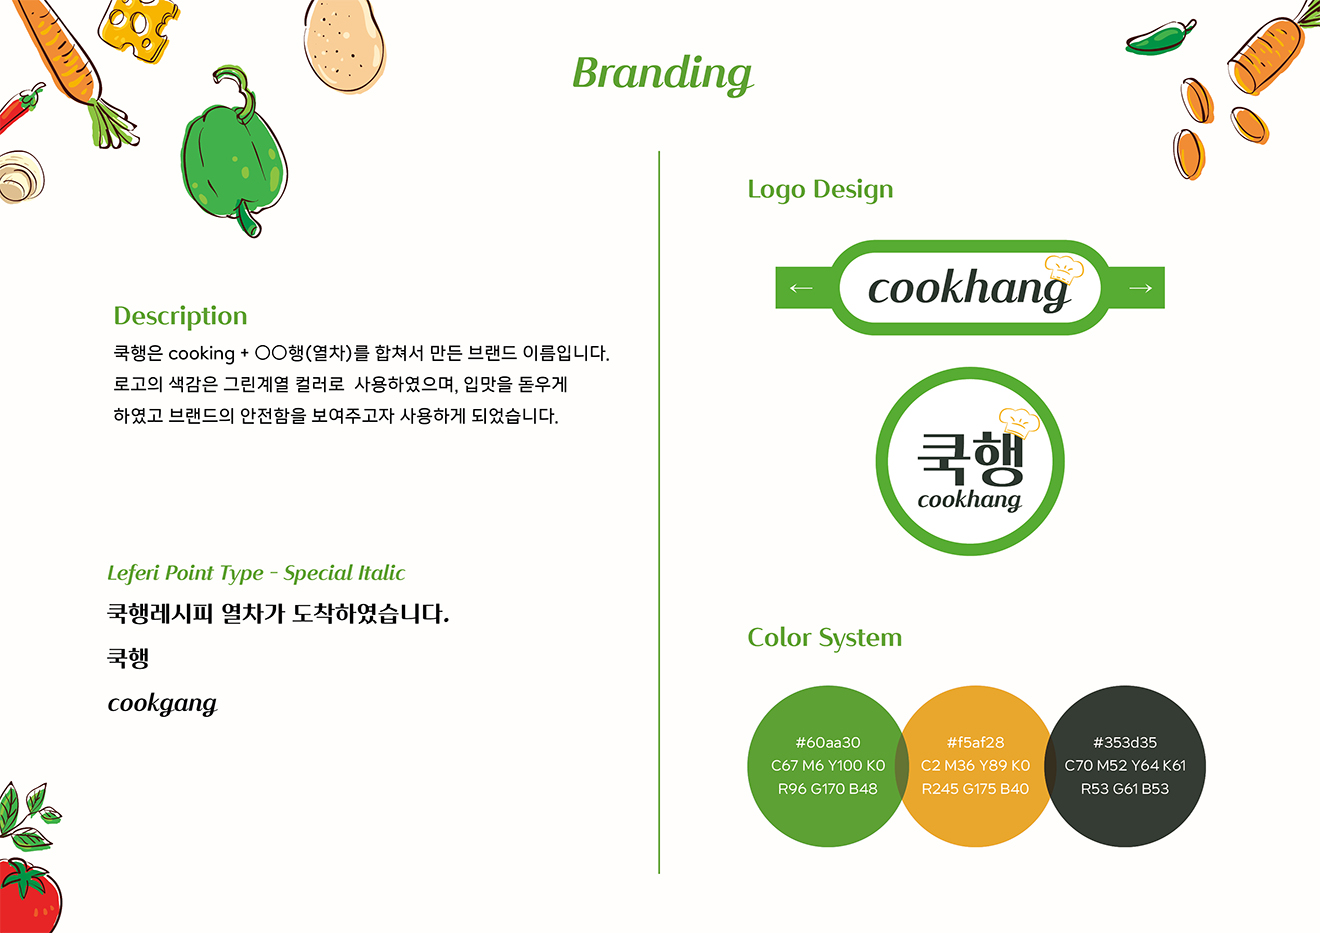 Branding
Description
쿡행은 cooking + 〇〇행(열차)를 합쳐서 만든 브랜드 이름입니다.
로고의 색감은 그린계열 컬러로 사용하였으며, 입맛을 돋우게
하였고 브랜드의 안전함을 보여주고자 사용하게 되었습니다.
Leferi Point Type - Special Italic
쿡행레시피 열차가 도착하였습니다.
쿡행
cookgang
Logo Design
← cookhang →
쿡행
cookhang
Color System
#60aa30
C67 M6 Y100 K0
R96 G170 B48
#f5af28
C2 M36 Y89 K0
R245 G175 B40
#353d35
C70 M52 Y64 K61
R53 G61 B53